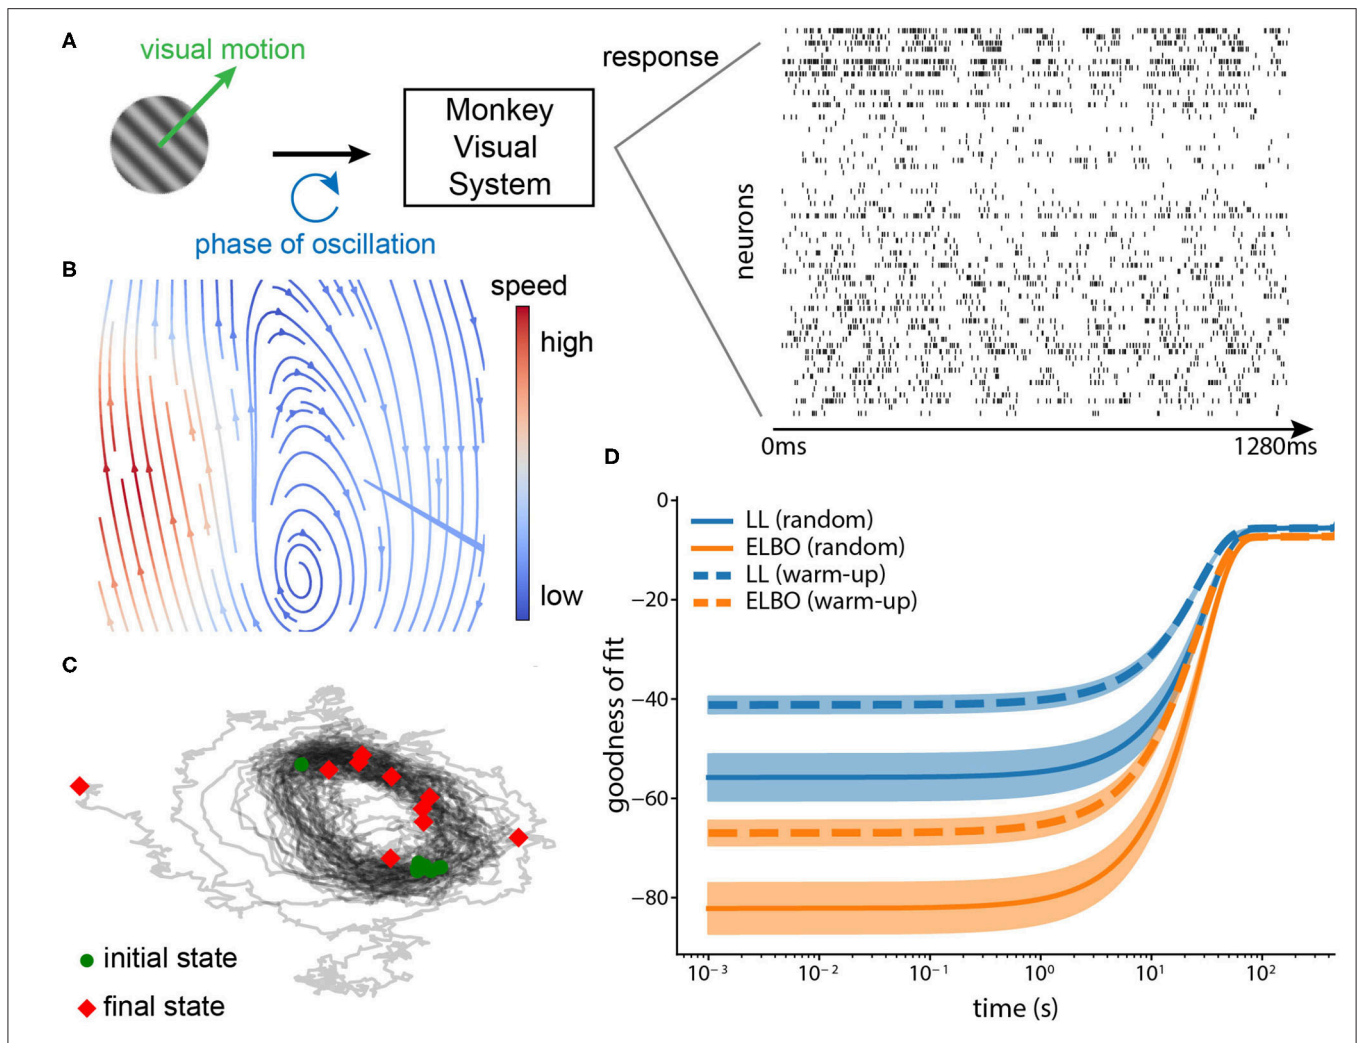 A
visual motion
Monkey
Visual
System
phase of oscillation
response
neurons
0ms
1280ms
B
speed
high
low
C
initial state
final state
D
LL (random)
ELBO (random)
LL (warm-up)
ELBO (warm-up)
goodness of fit
0
−20
−40
−60
−80
10⁻³
10⁻²
10⁻¹
10⁰
10¹
10²
time (s)